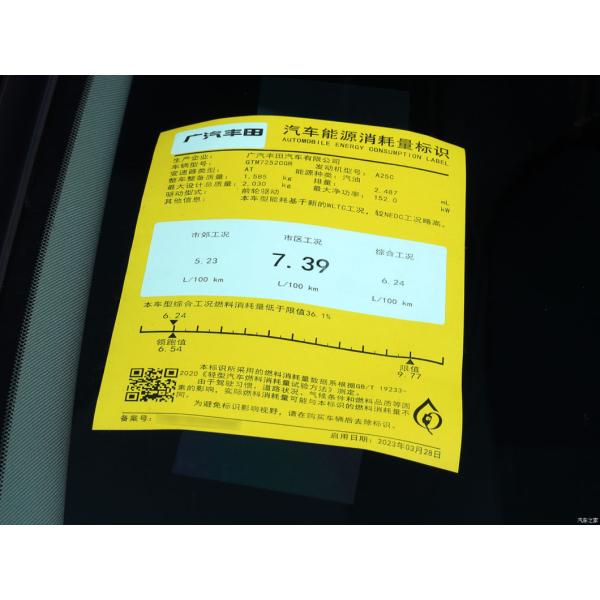 广汽丰田 汽车能源消耗量标识
AUTOMOBILE ENERGY CONSUMPTION LABEL
生产企业: 广汽丰田汽车有限公司
车辆型号: GTM7252CGR 发动机型号: A25C
变速器类型: AT 能源种类: 汽油
整车整备质量: 1,585 kg 排量: 2.487 mL
最大设计总质量: 2,030 kg 最大净功率: 152.0 kW
驱动型式: 前轮驱动
其他信息: 本车型能耗基于新的WLTC工况, 较NEDC工况略高。
市郊工况 市区工况 综合工况
5.23 7.39 6.24
L/100 km L/100 km L/100 km
本车型综合工况燃料消耗量低于限值36.1%
6.24
领跑值 限值
6.54 9.77
本标识所采用的燃料消耗量数据系根据GB/T 19233-
2020《轻型汽车燃料消耗量试验方法》测定。
由于驾驶习惯、道路状况、气候条件和燃料品质等因
素的影响, 实际燃料消耗量可能与本标识的燃料消耗量不
同。
为避免标识影响视野, 请在购买车辆后去除标识。
备案号:
启用日期: 2023年03月28日
汽车之家